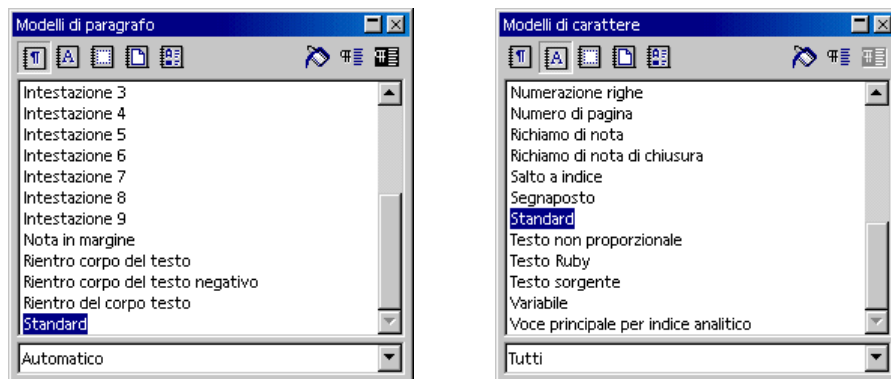 Modelli di paragrafo
Intestazione 3
Intestazione 4
Intestazione 5
Intestazione 6
Intestazione 7
Intestazione 8
Intestazione 9
Nota in margine
Rientro corpo del testo
Rientro corpo del testo negativo
Rientro del corpo testo
Standard
Automatico
Modelli di carattere
Numerazione righe
Numero di pagina
Richiamo di nota
Richiamo di nota di chiusura
Salto a indice
Segnaposto
Standard
Testo non proporzionale
Testo Ruby
Testo sorgente
Variabile
Voce principale per indice analitico
Tutti